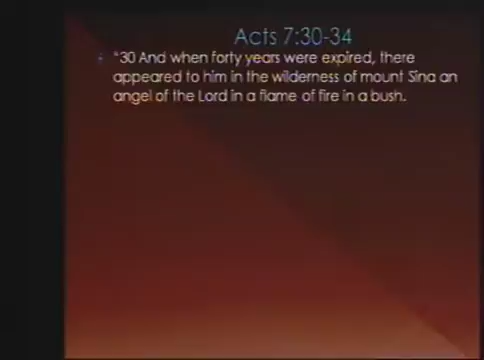 Acts 7:30-34
"30 And when forty years were expired, there
appeared to him in the wilderness of mount Sina an
angel of the Lord in a flame of fire in a bush.